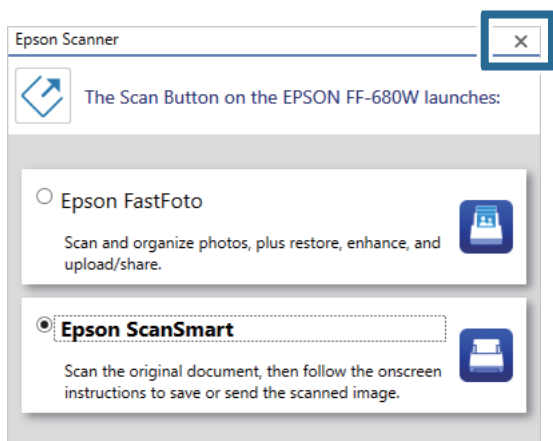 Epson Scanner
The Scan Button on the EPSON FF-680W launches:
Epson FastFoto
Scan and organize photos, plus restore, enhance, and
upload/share.
Epson ScanSmart
Scan the original document, then follow the onscreen
instructions to save or send the scanned image.